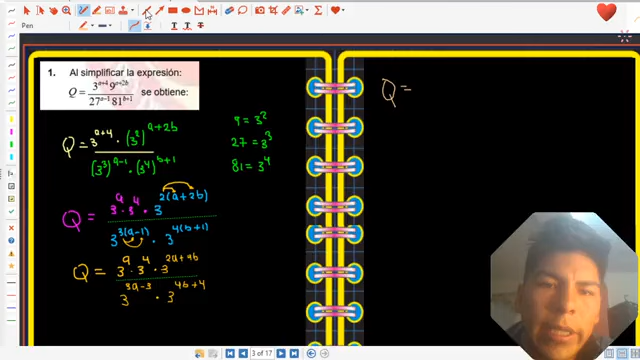 Pen
1. Al simplificar la expresión:
Q = 3^(a+4) 9^(a+2b) / 27^(a-1) 81^(b+1) se obtiene:
Q = 3^(a+4) · (3^2)^(a+2b) / (3^3)^(a-1) · (3^4)^(b+1)
9 = 3^2
27 = 3^3
81 = 3^4
Q = 3^a · 3^4 · 3^(2(a+2b)) / 3^(3(a-1)) · 3^(4(b+1))
Q = 3^a · 3^4 · 3^(2a+4b) / 3^(3a-3) · 3^(4b+4)
Q =
3 of 17